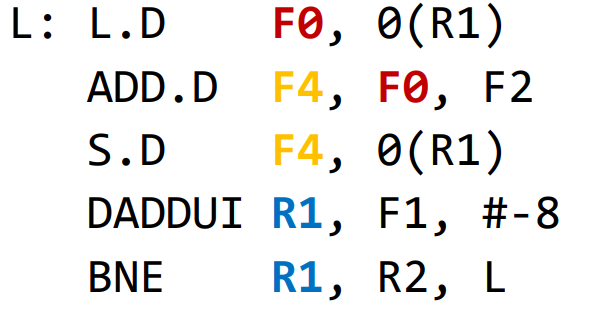 L: L.D F0, 0(R1)
ADD.D F4, F0, F2
S.D F4, 0(R1)
DADDUI R1, F1, #-8
BNE R1, R2, L